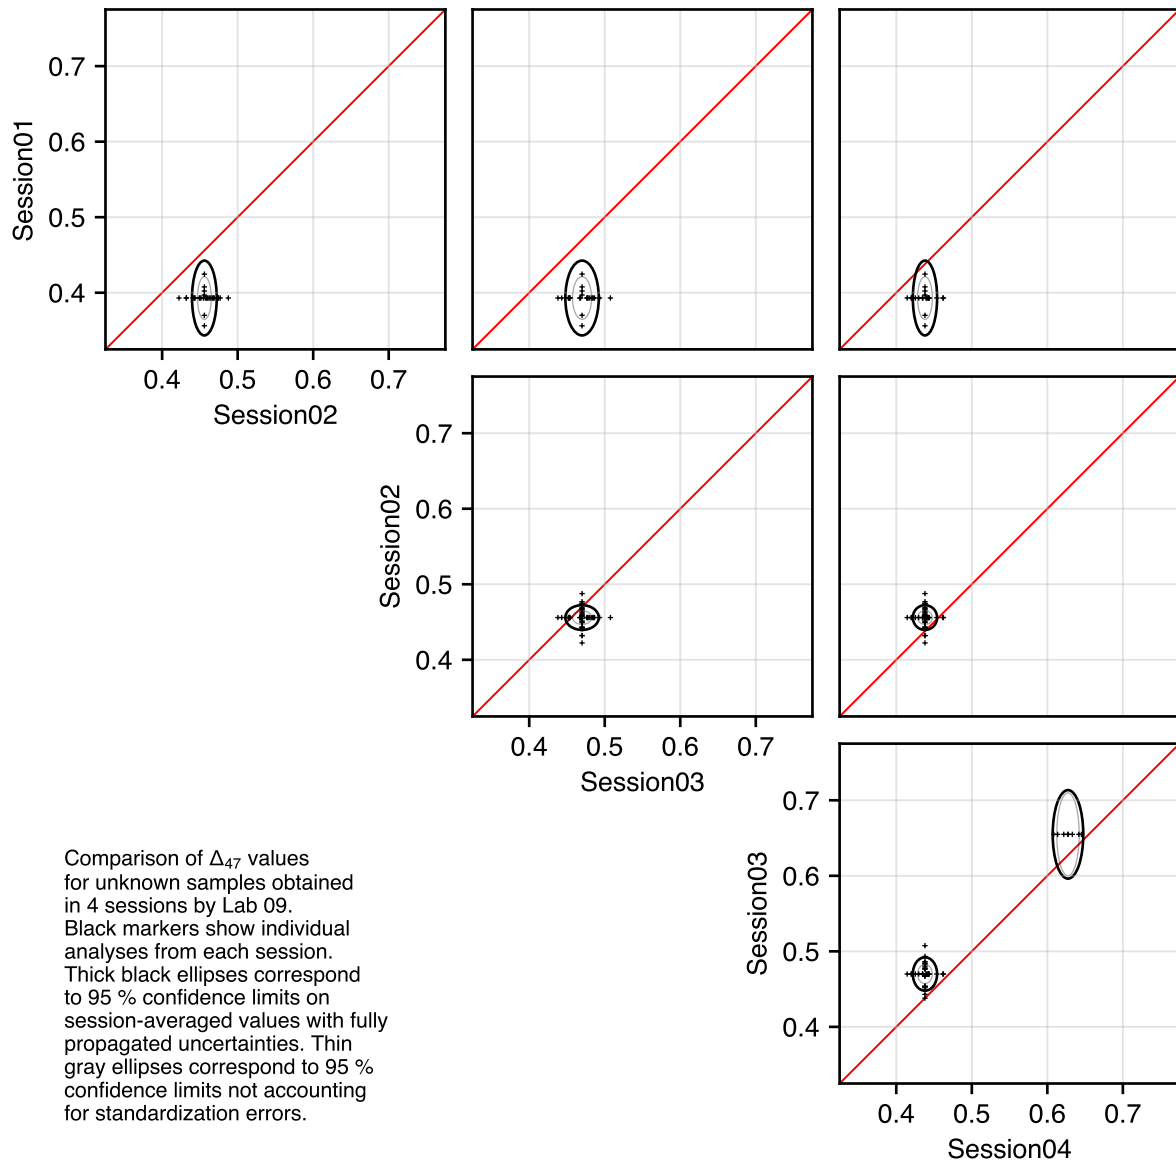 Session01
0.7
0.6
0.5
0.4
0.4 0.5 0.6 0.7
Session02
Session02
0.7
0.6
0.5
0.4
0.4 0.5 0.6 0.7
Session03
Session03
0.7
0.6
0.5
0.4
0.4 0.5 0.6 0.7
Session04
Comparison of Δ₄₇ values
for unknown samples obtained
in 4 sessions by Lab 09.
Black markers show individual
analyses from each session.
Thick black ellipses correspond
to 95 % confidence limits on
session-averaged values with fully
propagated uncertainties. Thin
gray ellipses correspond to 95 %
confidence limits not accounting
for standardization errors.